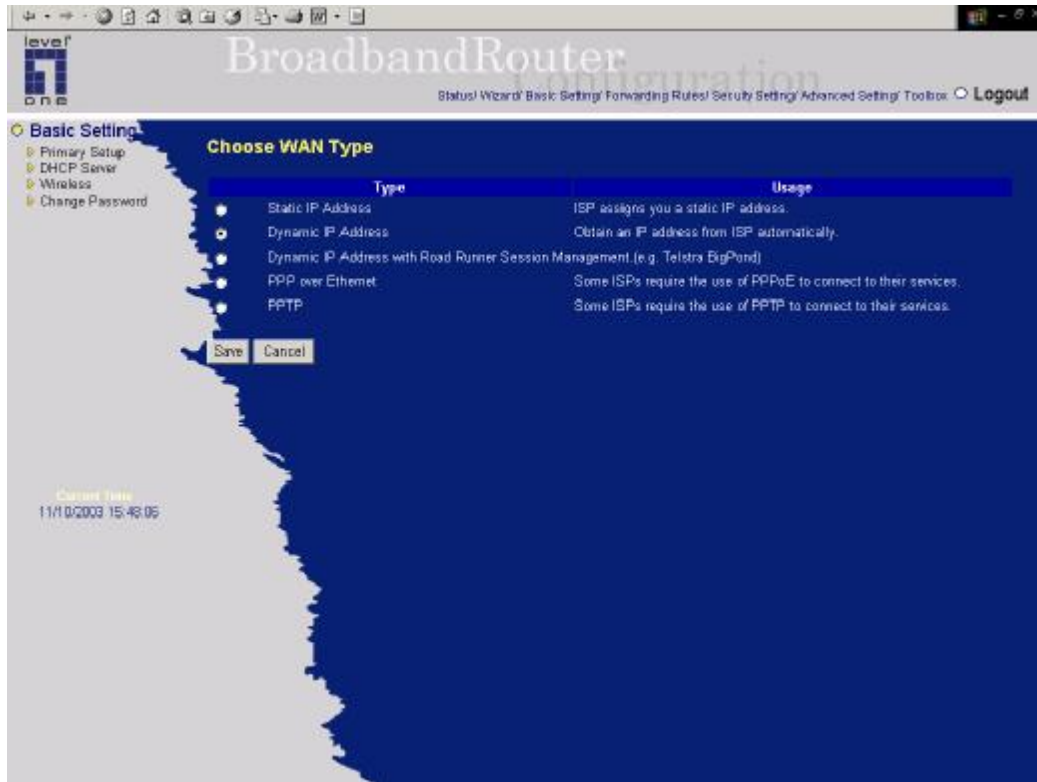 level
one
BroadbandRouter
Configuration
Status/ Wizard/ Basic Setting/ Forwarding Rules/ Security Setting/ Advanced Setting/ Toolbox Logout
Basic Setting
Primary Setup
DHCP Server
Wireless
Change Password
Choose WAN Type
Type Usage
Static IP Address ISP assigns you a static IP address.
Dynamic IP Address Obtain an IP address from ISP automatically.
Dynamic IP Address with Road Runner Session Management.(e.g. Telstra BigPond)
PPP over Ethernet Some ISPs require the use of PPPoE to connect to their services.
PPTP Some ISPs require the use of PPTP to connect to their services.
Save Cancel
Current Time
11/10/2003 15:48:06